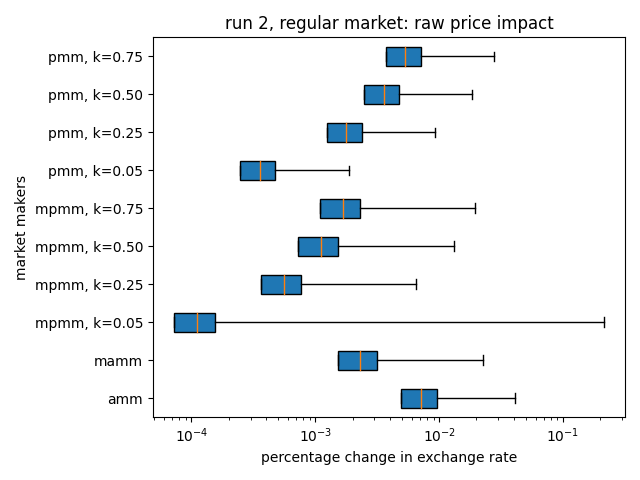 run 2, regular market: raw price impact
pmm, k=0.75
pmm, k=0.50
pmm, k=0.25
pmm, k=0.05
mpmm, k=0.75
mpmm, k=0.50
mpmm, k=0.25
mpmm, k=0.05
mamm
amm
market makers
10⁻⁴ 10⁻³ 10⁻² 10⁻¹
percentage change in exchange rate